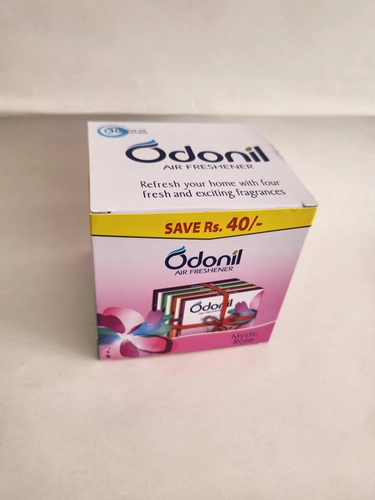 Odonil
AIR FRESHENER
Refresh your home with four
fresh and exciting fragrances
SAVE Rs. 40/-
Odonil
AIR FRESHENER
Odonil
Mystic
Rose